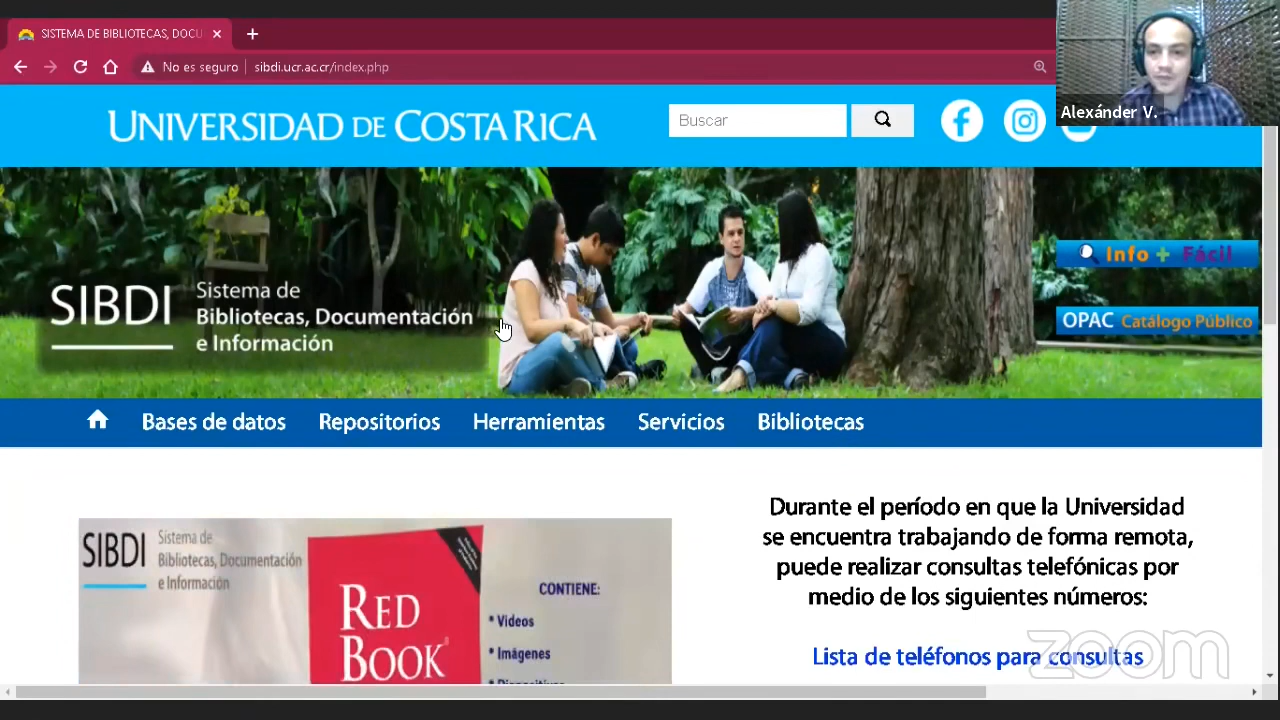 SISTEMA DE BIBLIOTECAS, DOCU
No es seguro
sibdi.ucr.ac.cr/index.php
Alexánder V.
UNIVERSIDAD DE COSTA RICA
Buscar
Info + Fácil
SIBDI
Sistema de
Bibliotecas, Documentación
e Información
OPAC Catálogo Público
Bases de datos
Repositorios
Herramientas
Servicios
Bibliotecas
Durante el período en que la Universidad
se encuentra trabajando de forma remota,
puede realizar consultas telefónicas por
medio de los siguientes números:
Lista de teléfonos para consultas
SIBDI
Sistema de
Bibliotecas, Documentación
e Información
RED
BOOK
CONTIENE:
* Videos
* Imágenes
* Diapositivas
zoom